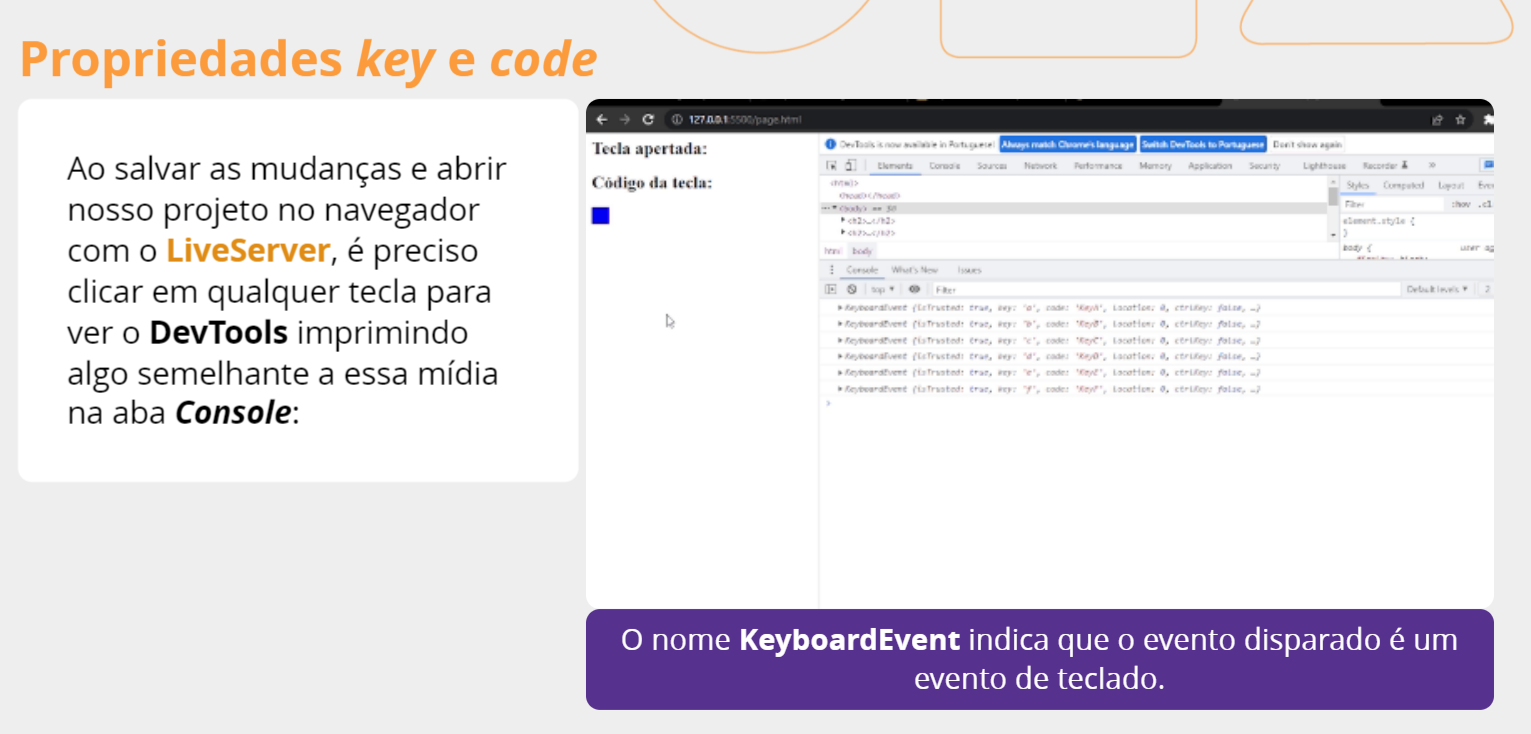 Propriedades key e code
Ao salvar as mudanças e abrir
nosso projeto no navegador
com o LiveServer, é preciso
clicar em qualquer tecla para
ver o DevTools imprimindo
algo semelhante a essa mídia
na aba Console:
127.0.0.1:5500/page.html
Tecla apertada:
Código da tecla:
DevTools is now available in Portuguese! Always match Chrome's language Switch DevTools to Portuguese Don't show again
Elements Console Sources Network Performance Memory Application Security Lighthouse Recorder
<html>
<head></head>
<body> == $0
<h2>…</h2>
<h2>…</h2>
html body
Styles Computed Layout
Filter :hov .cl
element.style {
}
body { user ag
Console What's New Issues
top Filter Default levels 2
KeyboardEvent {isTrusted: true, key: 'a', code: 'KeyA', location: 0, ctrlKey: false, …}
KeyboardEvent {isTrusted: true, key: 'b', code: 'KeyB', location: 0, ctrlKey: false, …}
KeyboardEvent {isTrusted: true, key: 'c', code: 'KeyC', location: 0, ctrlKey: false, …}
KeyboardEvent {isTrusted: true, key: 'd', code: 'KeyD', location: 0, ctrlKey: false, …}
KeyboardEvent {isTrusted: true, key: 'e', code: 'KeyE', location: 0, ctrlKey: false, …}
KeyboardEvent {isTrusted: true, key: 'f', code: 'KeyF', location: 0, ctrlKey: false, …}
O nome KeyboardEvent indica que o evento disparado é um
evento de teclado.